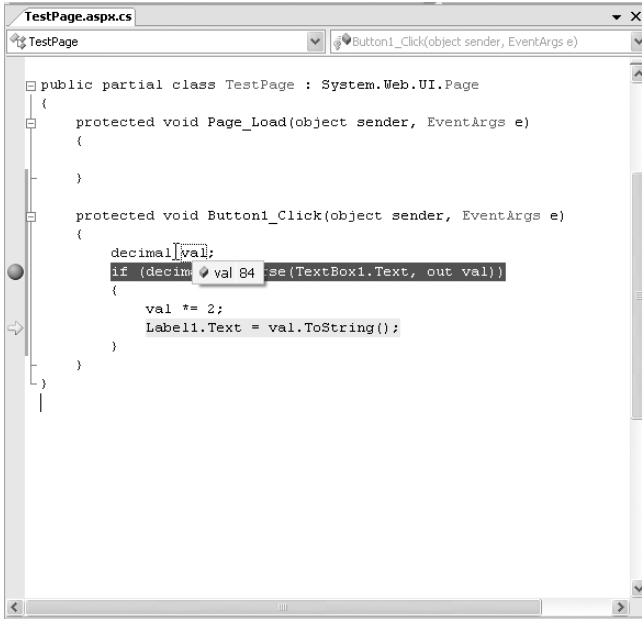 TestPage.aspx.cs
TestPage
Button1_Click(object sender, EventArgs e)
public partial class TestPage : System.Web.UI.Page
{
protected void Page_Load(object sender, EventArgs e)
{
}
protected void Button1_Click(object sender, EventArgs e)
{
decimal val;
if (decim rse(TextBox1.Text, out val))
val 84
{
val *= 2;
Label1.Text = val.ToString();
}
}
}